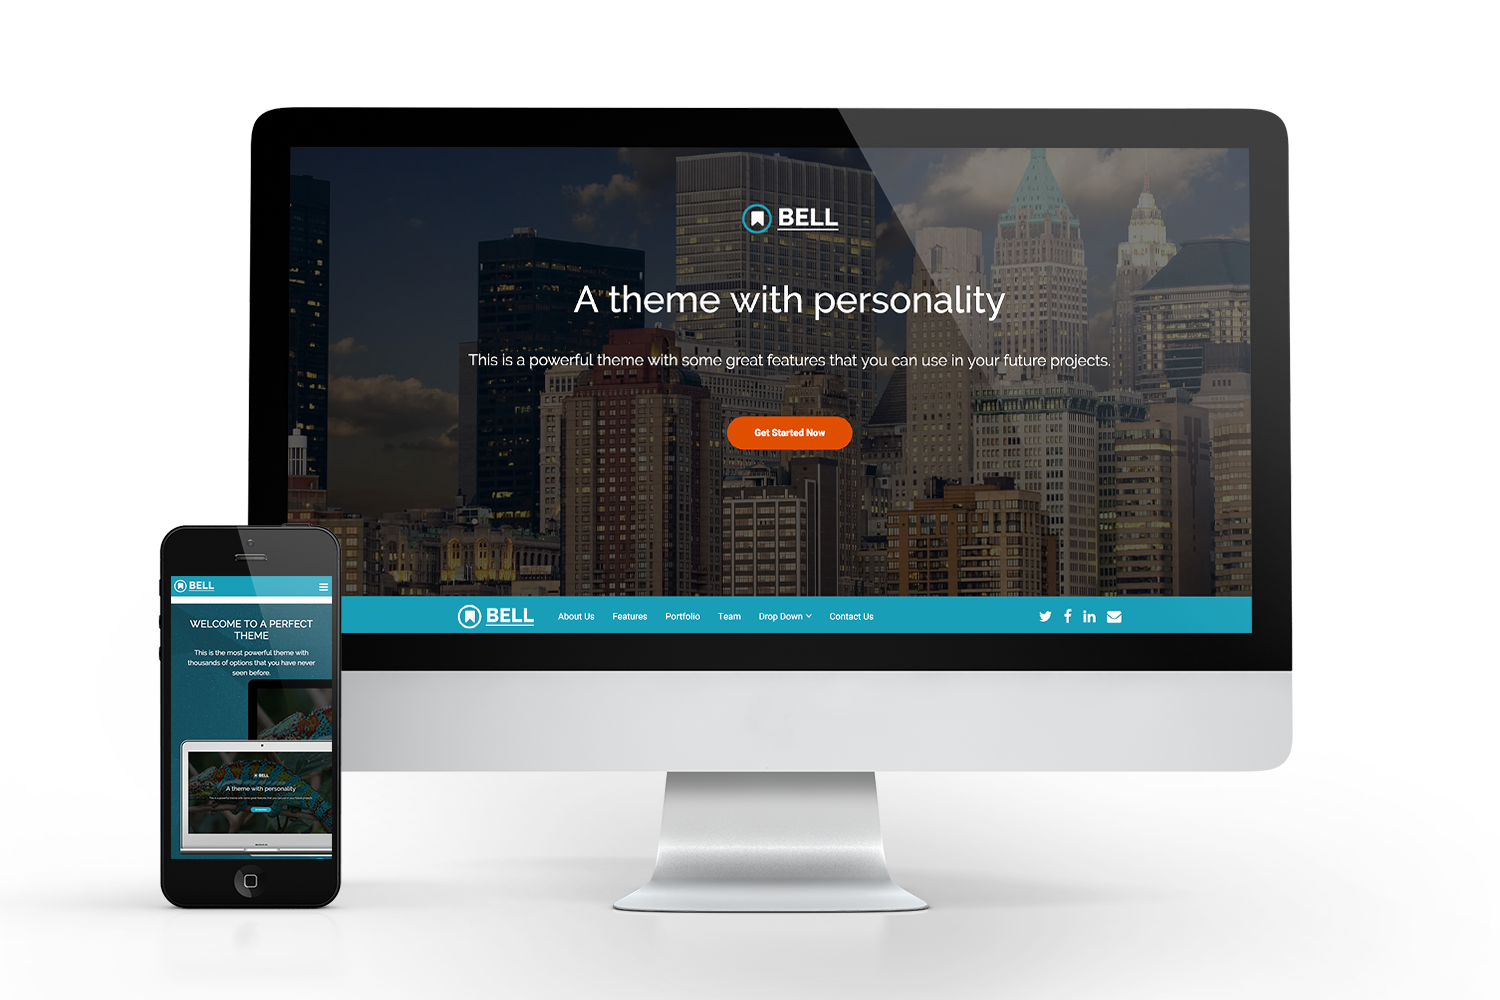 BELL
A theme with personality
This is a powerful theme with some great features that you can use in your future projects.
Get Started Now
BELL About Us Features Portfolio Team Drop Down Contact Us
BELL
WELCOME TO A PERFECT
THEME
This is the most powerful theme with
thousands of options that you have never
seen before.
BELL
A theme with personality